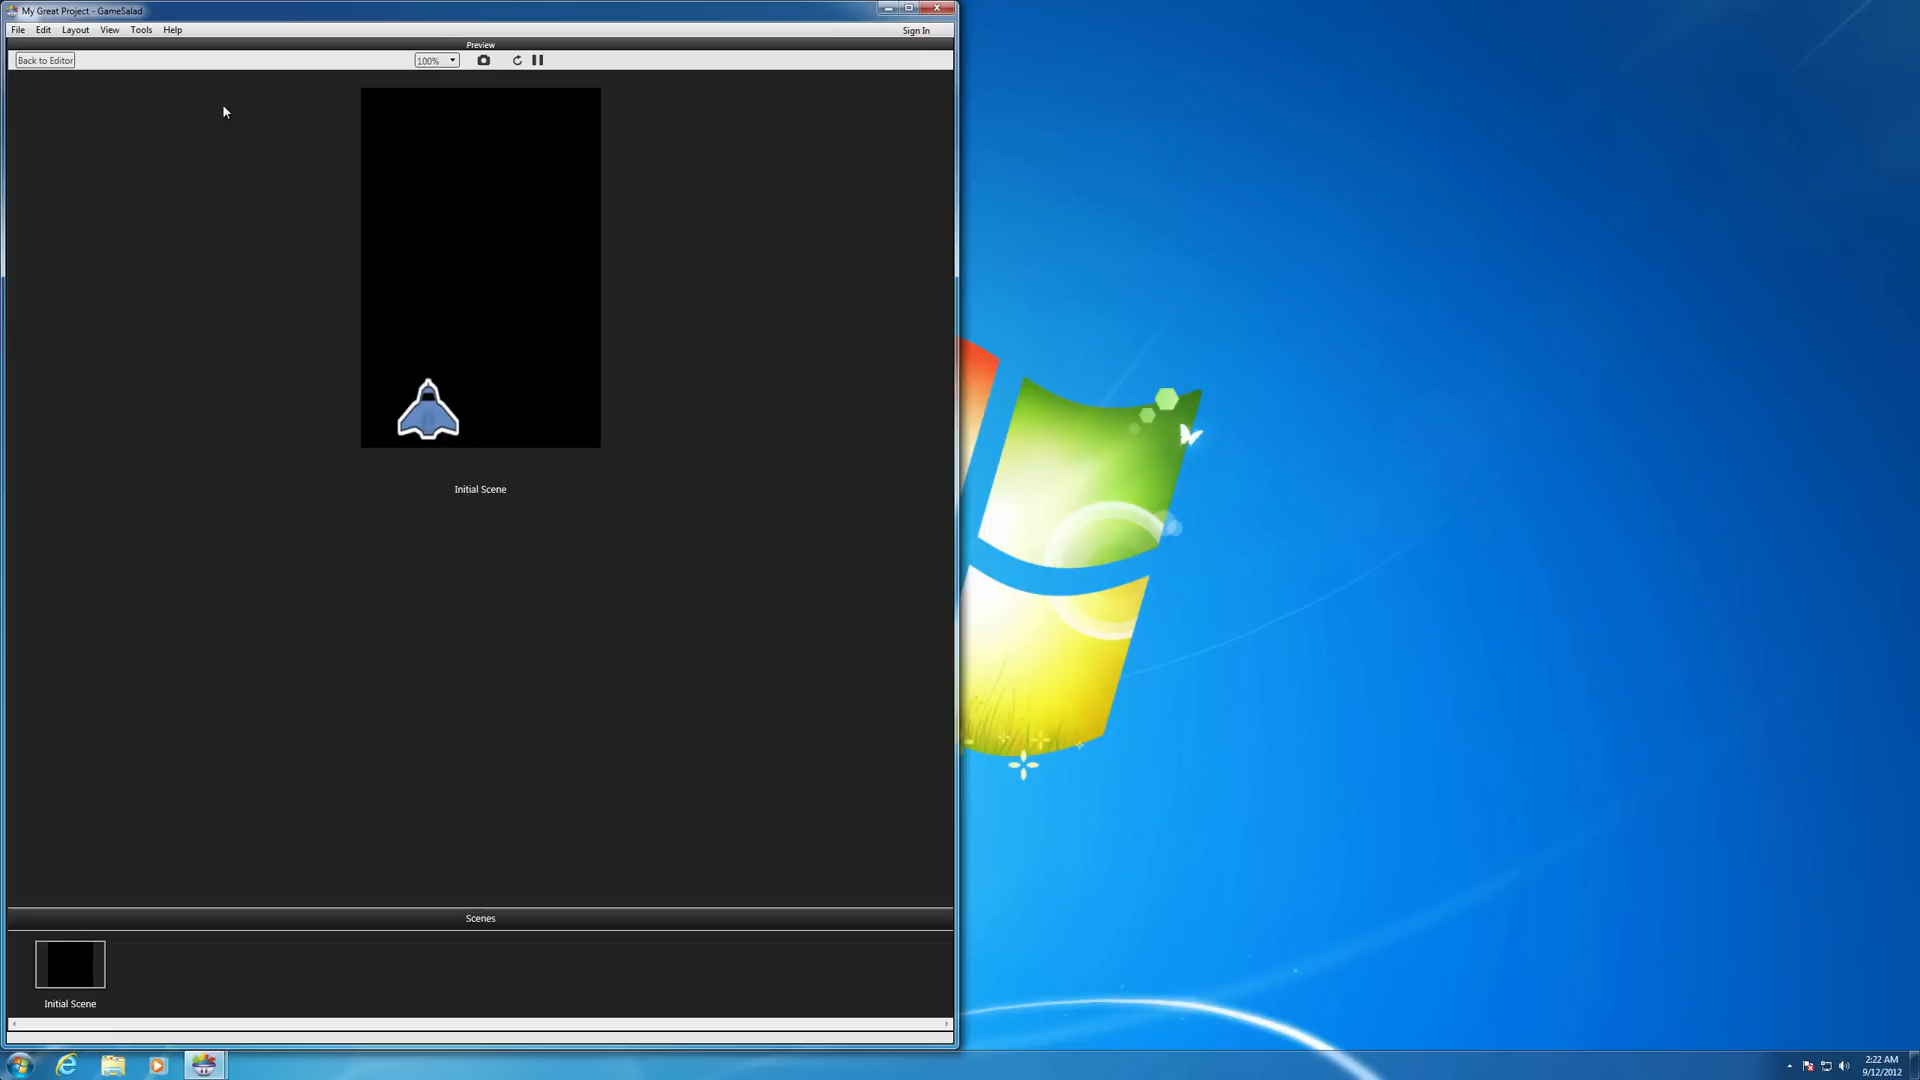 My Great Project - GameSalad
File Edit Layout View Tools Help Sign In
Preview
Back to Editor 100%
Initial Scene
Scenes
Initial Scene
2:22 AM
9/12/2012